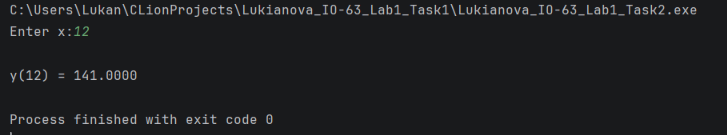 C:\Users\Lukan\CLionProjects\Lukianova_IO-63_Lab1_Task1\Lukianova_IO-63_Lab1_Task2.exe
Enter x:12
y(12) = 141.0000
Process finished with exit code 0